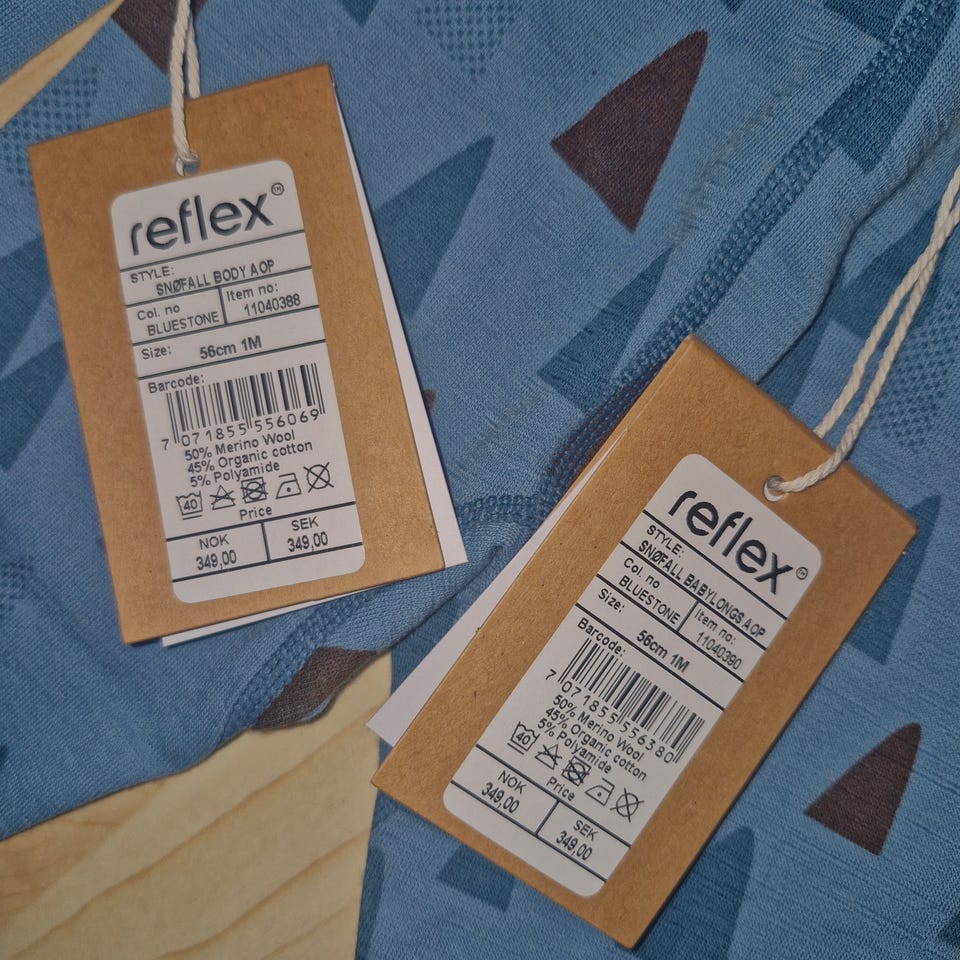 reflex™
STYLE:
SNØFALL BODY AOP
Col. no
BLUESTONE
Item no:
11040388
Size: 56cm 1M
Barcode:
7 071855 556069
50% Merino Wool
45% Organic cotton
5% Polyamide
40
Price
NOK
349,00
SEK
349,00
reflex™
STYLE:
SNØFALL BABYLONGS AOP
Col. no
BLUESTONE
Item no:
11040390
Size: 56cm 1M
Barcode:
7 071855 556380
50% Merino Wool
45% Organic cotton
5% Polyamide
40
Price
NOK
349,00
SEK
349,00